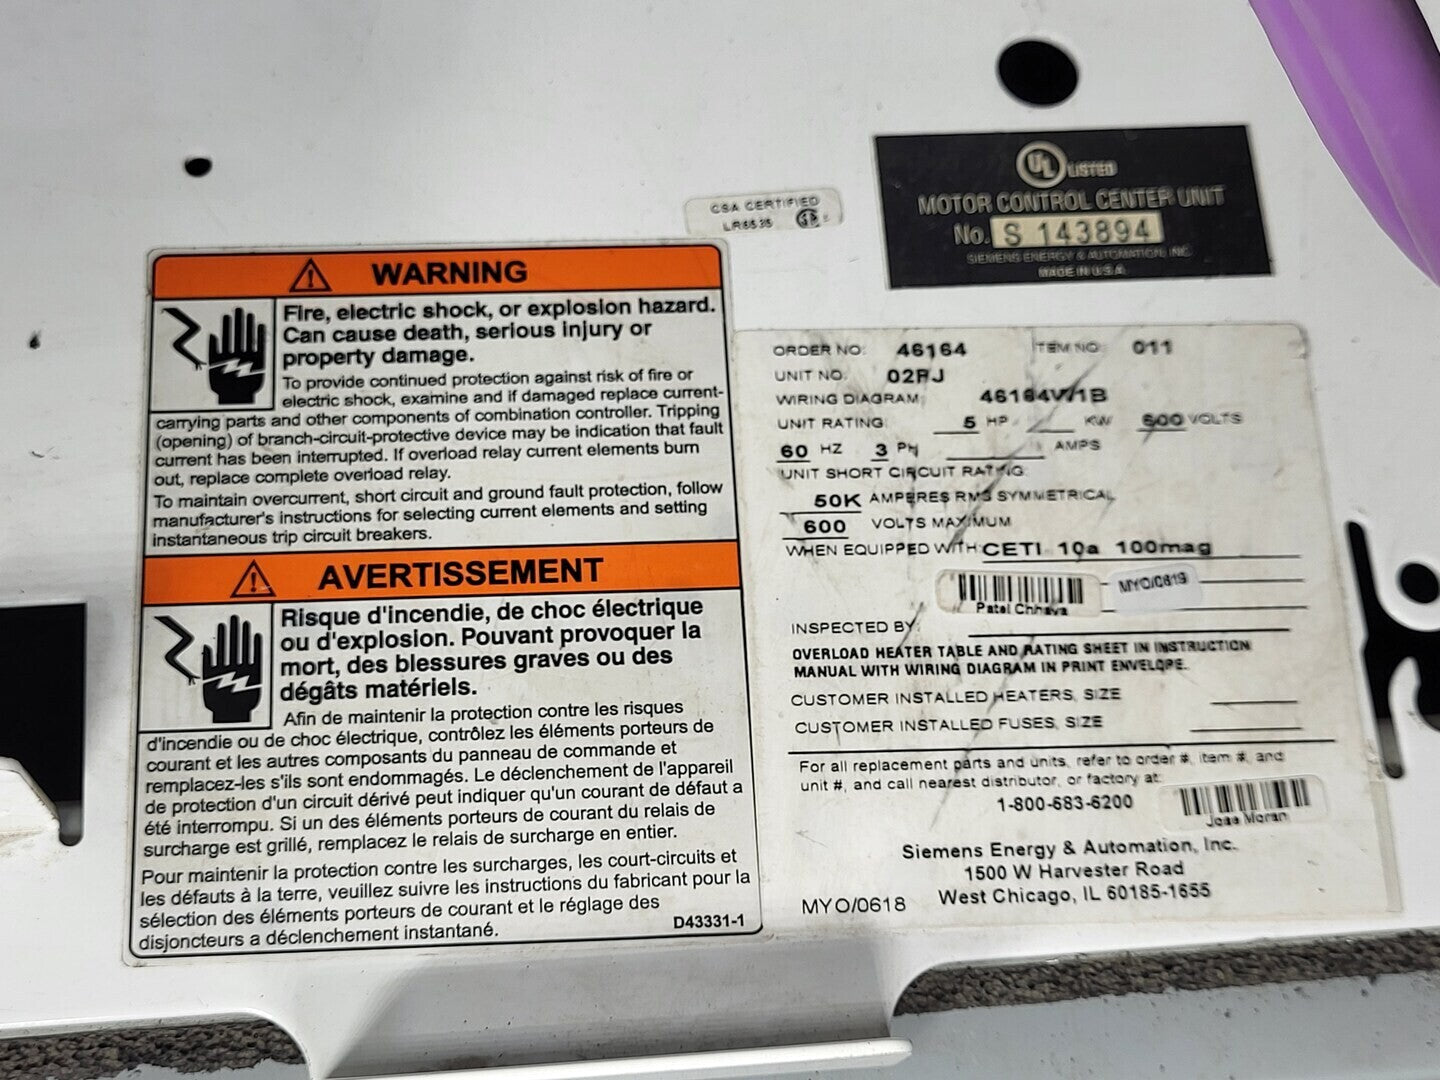 UL LISTED
MOTOR CONTROL CENTER UNIT
No. S 143894
SIEMENS ENERGY & AUTOMATION, INC.
MADE IN U.S.A.
CSA CERTIFIED
LR6535
WARNING
Fire, electric shock, or explosion hazard.
Can cause death, serious injury or
property damage.
To provide continued protection against risk of fire or
electric shock, examine and if damaged replace current-
carrying parts and other components of combination controller. Tripping
(opening) of branch-circuit-protective device may be indication that fault
current has been interrupted. If overload relay current elements burn
out, replace complete overload relay.
To maintain overcurrent, short circuit and ground fault protection, follow
manufacturer's instructions for selecting current elements and setting
instantaneous trip circuit breakers.
AVERTISSEMENT
Risque d'incendie, de choc électrique
ou d'explosion. Pouvant provoquer la
mort, des blessures graves ou des
dégâts matériels.
Afin de maintenir la protection contre les risques
d'incendie ou de choc électrique, contrôlez les éléments porteurs de
courant et les autres composants du panneau de commande et
remplacez-les s'ils sont endommagés. Le déclenchement de l'appareil
de protection d'un circuit dérivé peut indiquer qu'un courant de défaut a
été interrompu. Si un des éléments porteurs de courant du relais de
surcharge est grillé, remplacez le relais de surcharge en entier.
Pour maintenir la protection contre les surcharges, les court-circuits et
les défauts à la terre, veuillez suivre les instructions du fabricant pour la
sélection des éléments porteurs de courant et le réglage des
disjoncteurs a déclenchement instantané.
D43331-1
ORDER NO: 46164 ITEM NO: 011
UNIT NO: 02RJ
WIRING DIAGRAM: 46164W1B
UNIT RATING: 5 HP KW 600 VOLTS
60 HZ 3 PH AMPS
UNIT SHORT CIRCUIT RATING:
50K AMPERES RMS SYMMETRICAL
600 VOLTS MAXIMUM
WHEN EQUIPPED WITH: CETI 10a 100mag
Patel Chhaya
MYO/0619
INSPECTED BY:
OVERLOAD HEATER TABLE AND RATING SHEET IN INSTRUCTION
MANUAL WITH WIRING DIAGRAM IN PRINT ENVELOPE.
CUSTOMER INSTALLED HEATERS, SIZE
CUSTOMER INSTALLED FUSES, SIZE
For all replacement parts and units, refer to order #, item #, and
unit #, and call nearest distributor, or factory at:
1-800-683-6200
Jose Moran
Siemens Energy & Automation, Inc.
1500 W Harvester Road
MYO/0618 West Chicago, IL 60185-1655